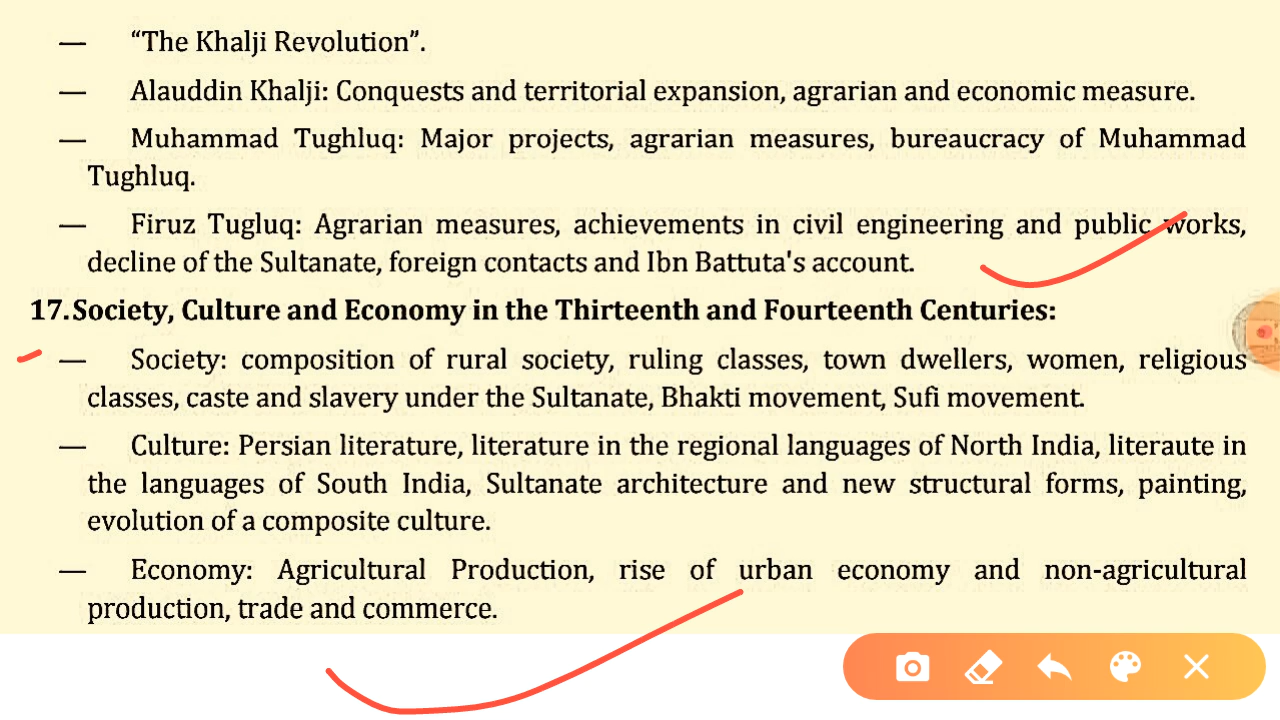 — “The Khalji Revolution”.
— Alauddin Khalji: Conquests and territorial expansion, agrarian and economic measure.
— Muhammad Tughluq: Major projects, agrarian measures, bureaucracy of Muhammad
Tughluq.
— Firuz Tugluq: Agrarian measures, achievements in civil engineering and public works,
decline of the Sultanate, foreign contacts and Ibn Battuta's account.
17. Society, Culture and Economy in the Thirteenth and Fourteenth Centuries:
— Society: composition of rural society, ruling classes, town dwellers, women, religious
classes, caste and slavery under the Sultanate, Bhakti movement, Sufi movement.
— Culture: Persian literature, literature in the regional languages of North India, literaute in
the languages of South India, Sultanate architecture and new structural forms, painting,
evolution of a composite culture.
— Economy: Agricultural Production, rise of urban economy and non-agricultural
production, trade and commerce.